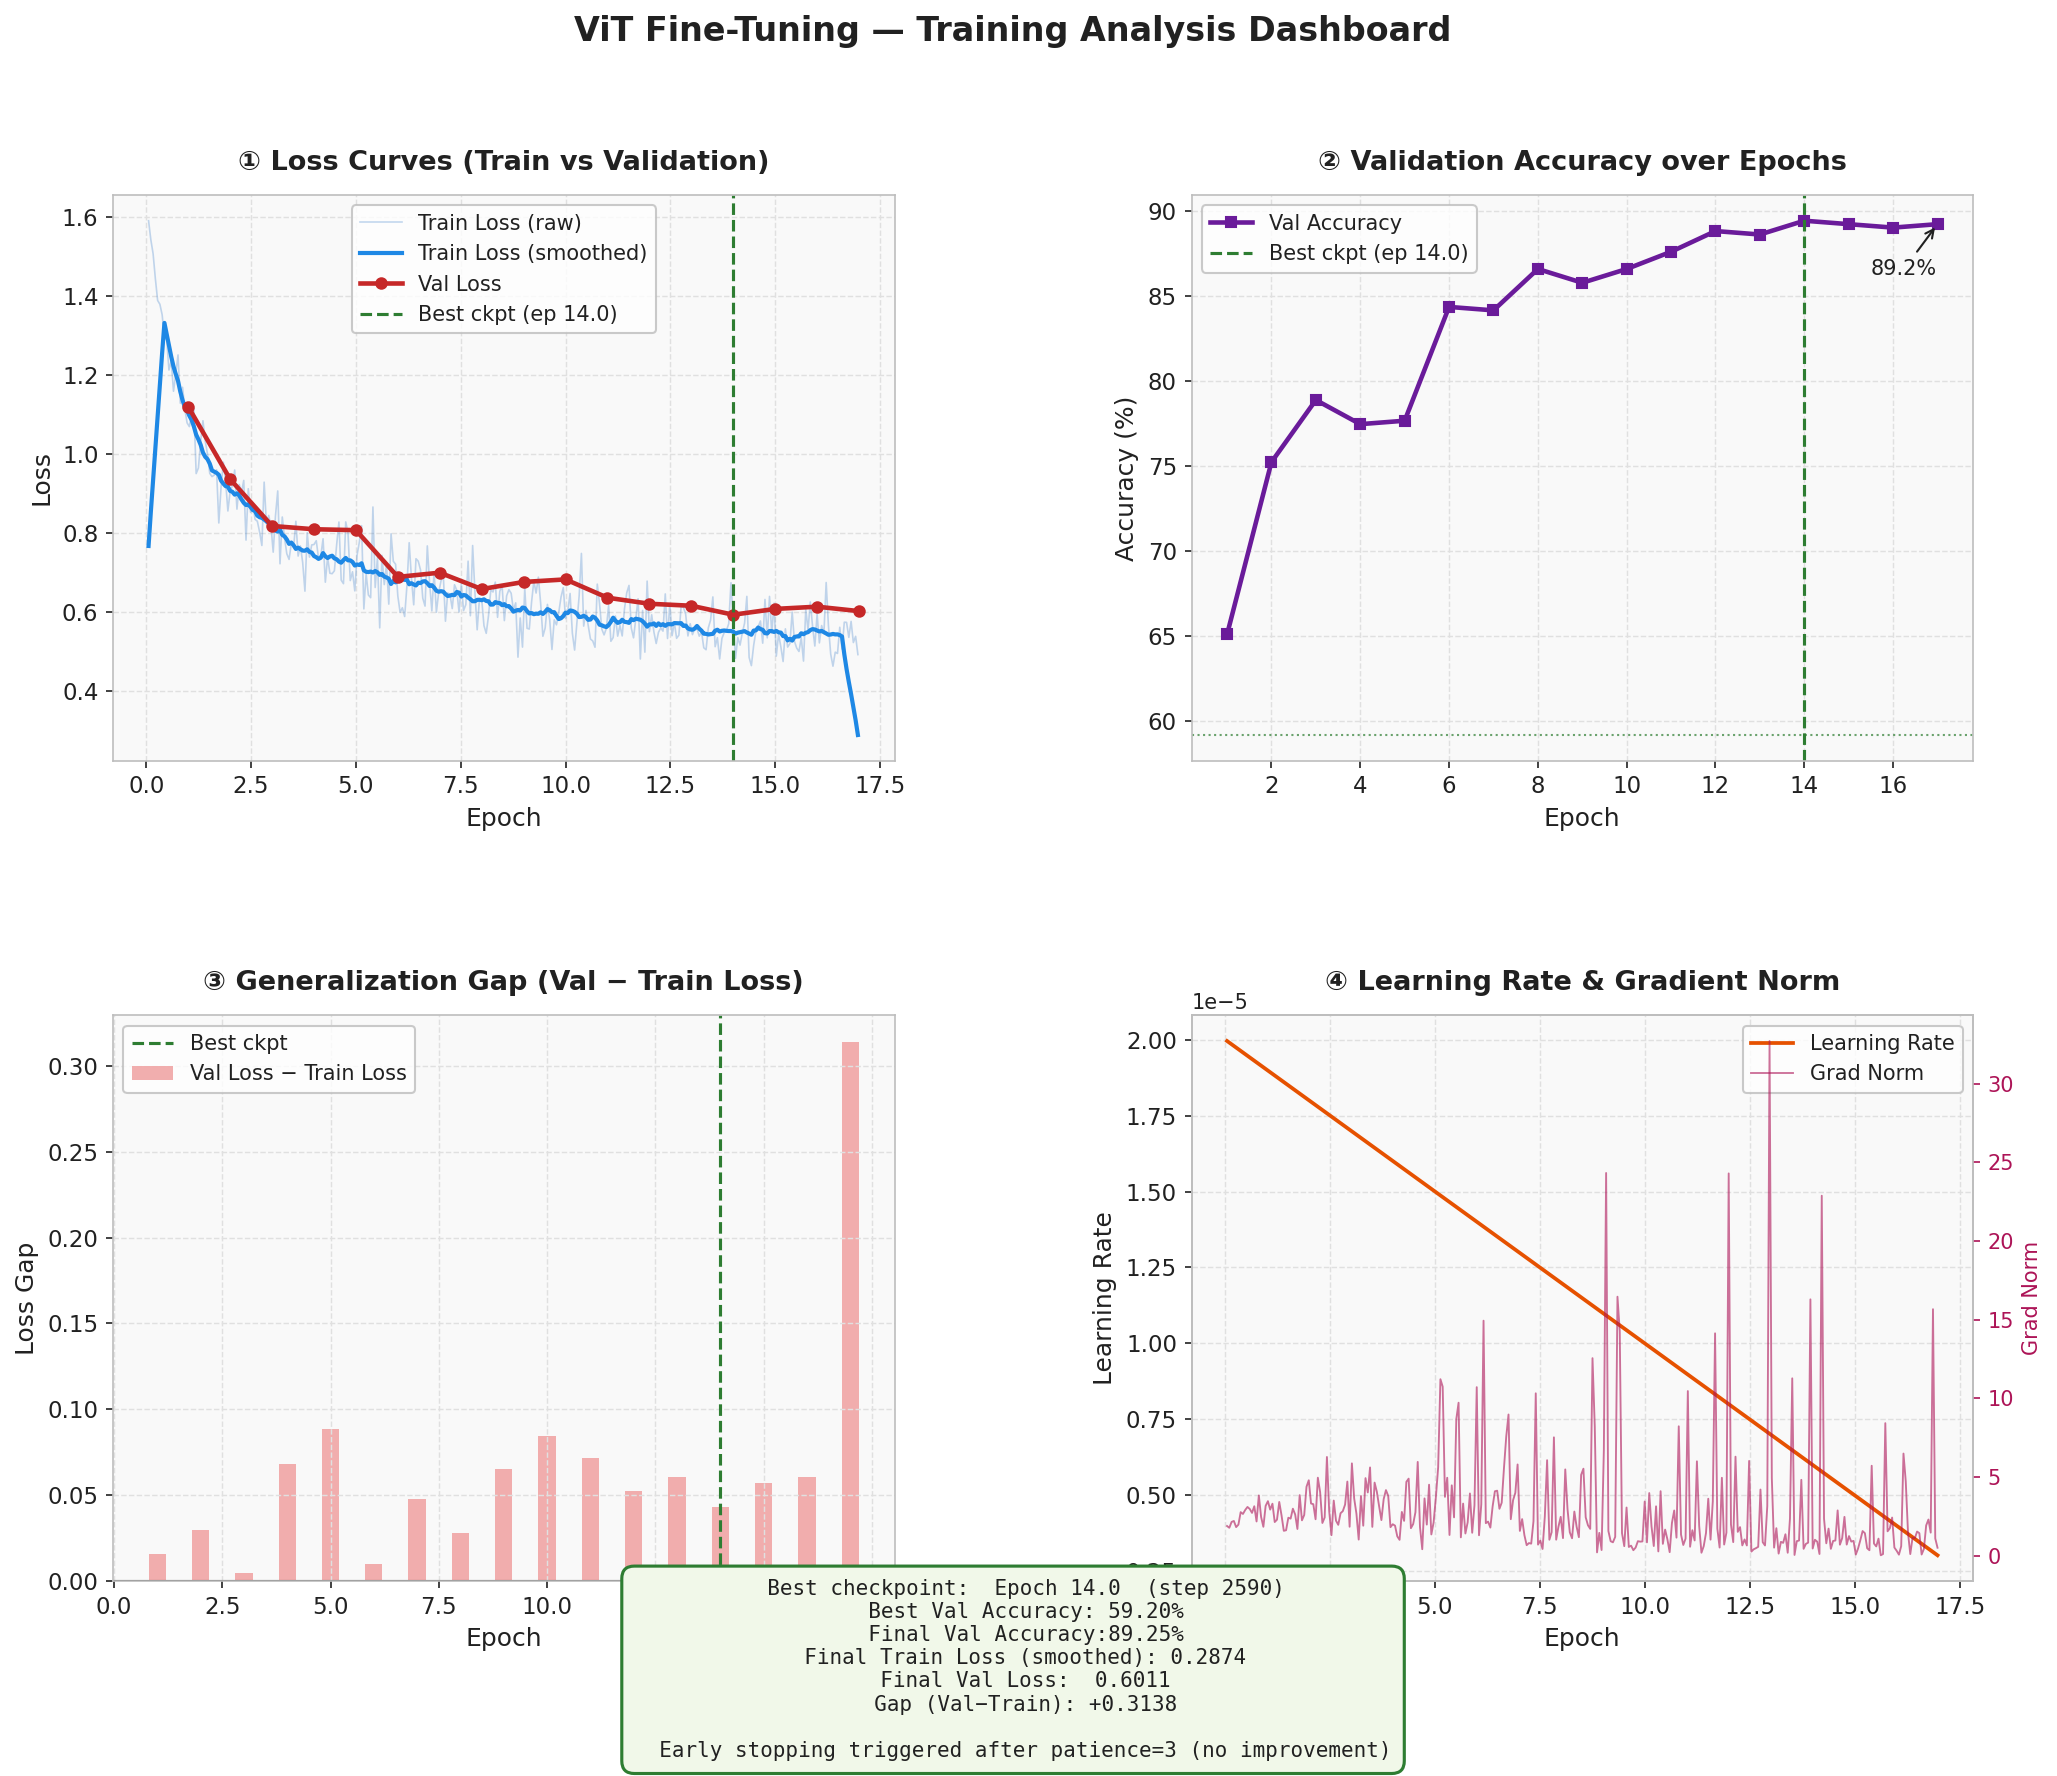 ViT Fine-Tuning — Training Analysis Dashboard
① Loss Curves (Train vs Validation)
Train Loss (raw)
Train Loss (smoothed)
Val Loss
Best ckpt (ep 14.0)
1.6
1.4
1.2
1.0
0.8
0.6
0.4
Loss
0.0 2.5 5.0 7.5 10.0 12.5 15.0 17.5
Epoch
② Validation Accuracy over Epochs
Val Accuracy
Best ckpt (ep 14.0)
89.2%
90
85
80
75
70
65
60
Accuracy (%)
2 4 6 8 10 12 14 16
Epoch
③ Generalization Gap (Val − Train Loss)
Best ckpt
Val Loss − Train Loss
0.30
0.25
0.20
0.15
0.10
0.05
0.00
Loss Gap
0.0 2.5 5.0 7.5 10.0
Epoch
④ Learning Rate & Gradient Norm
1e−5
Learning Rate
Grad Norm
2.00
1.75
1.50
1.25
1.00
0.75
0.50
Learning Rate
30
25
20
15
10
5
0
Grad Norm
5.0 7.5 10.0 12.5 15.0 17.5
Epoch
Best checkpoint: Epoch 14.0 (step 2590)
Best Val Accuracy: 59.20%
Final Val Accuracy:89.25%
Final Train Loss (smoothed): 0.2874
Final Val Loss: 0.6011
Gap (Val−Train): +0.3138
Early stopping triggered after patience=3 (no improvement)